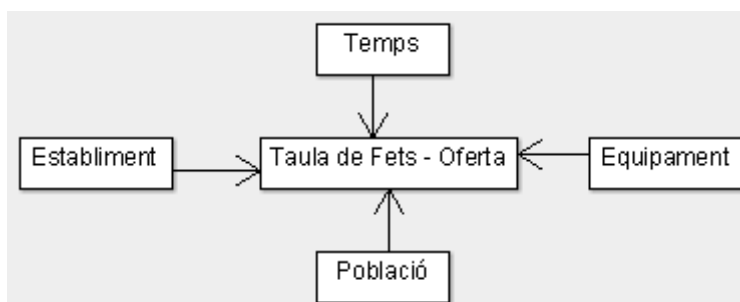 Temps
Establiment
Taula de Fets - Oferta
Equipament
Població